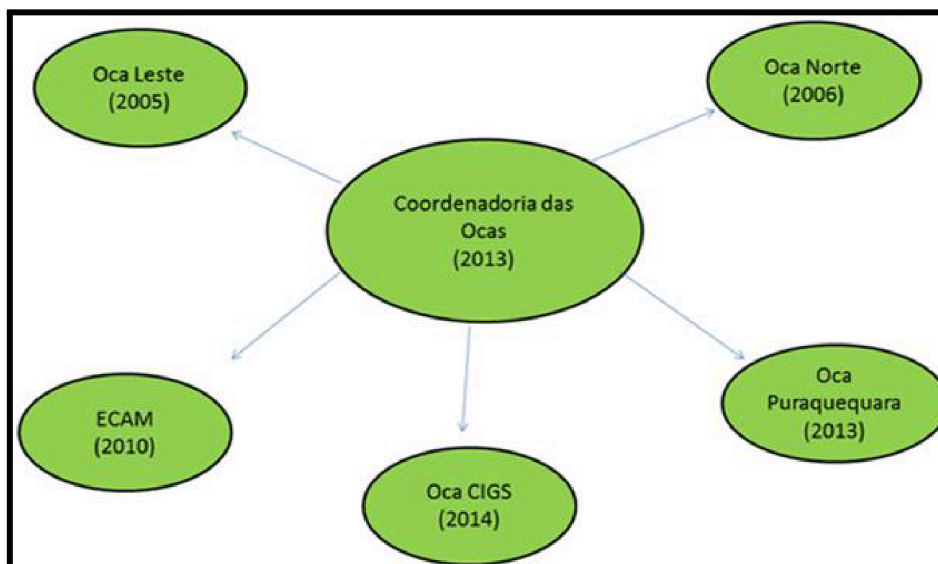 Oca Leste
(2005)
Oca Norte
(2006)
Coordenadoria das
Ocas
(2013)
ECAM
(2010)
Oca CIGS
(2014)
Oca
Puraquequara
(2013)